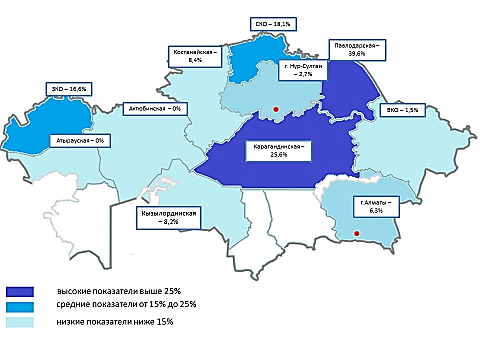 СКО – 18,1%
Костанайская –
8,4%
Павлодарская –
39,6%
г. Нур-Султан
– 2,7%
ЗКО – 16,6%
Актюбинская – 0%
ВКО – 1,5%
Атырауская – 0%
Карагандинская –
25,6%
г.Алматы –
6,3%
Кызылординская
– 8,2%
высокие показатели выше 25%
средние показатели от 15% до 25%
низкие показатели ниже 15%